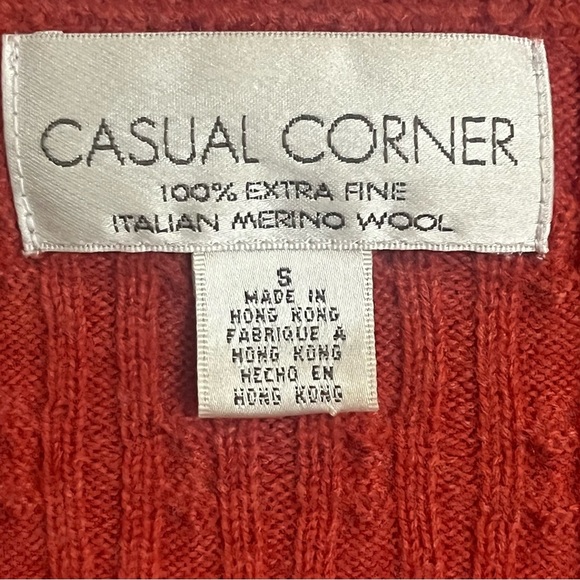 CASUAL CORNER
100% EXTRA FINE
ITALIAN MERINO WOOL
S
MADE IN
HONG KONG
FABRIQUE A
HONG KONG
HECHO EN
HONG KONG